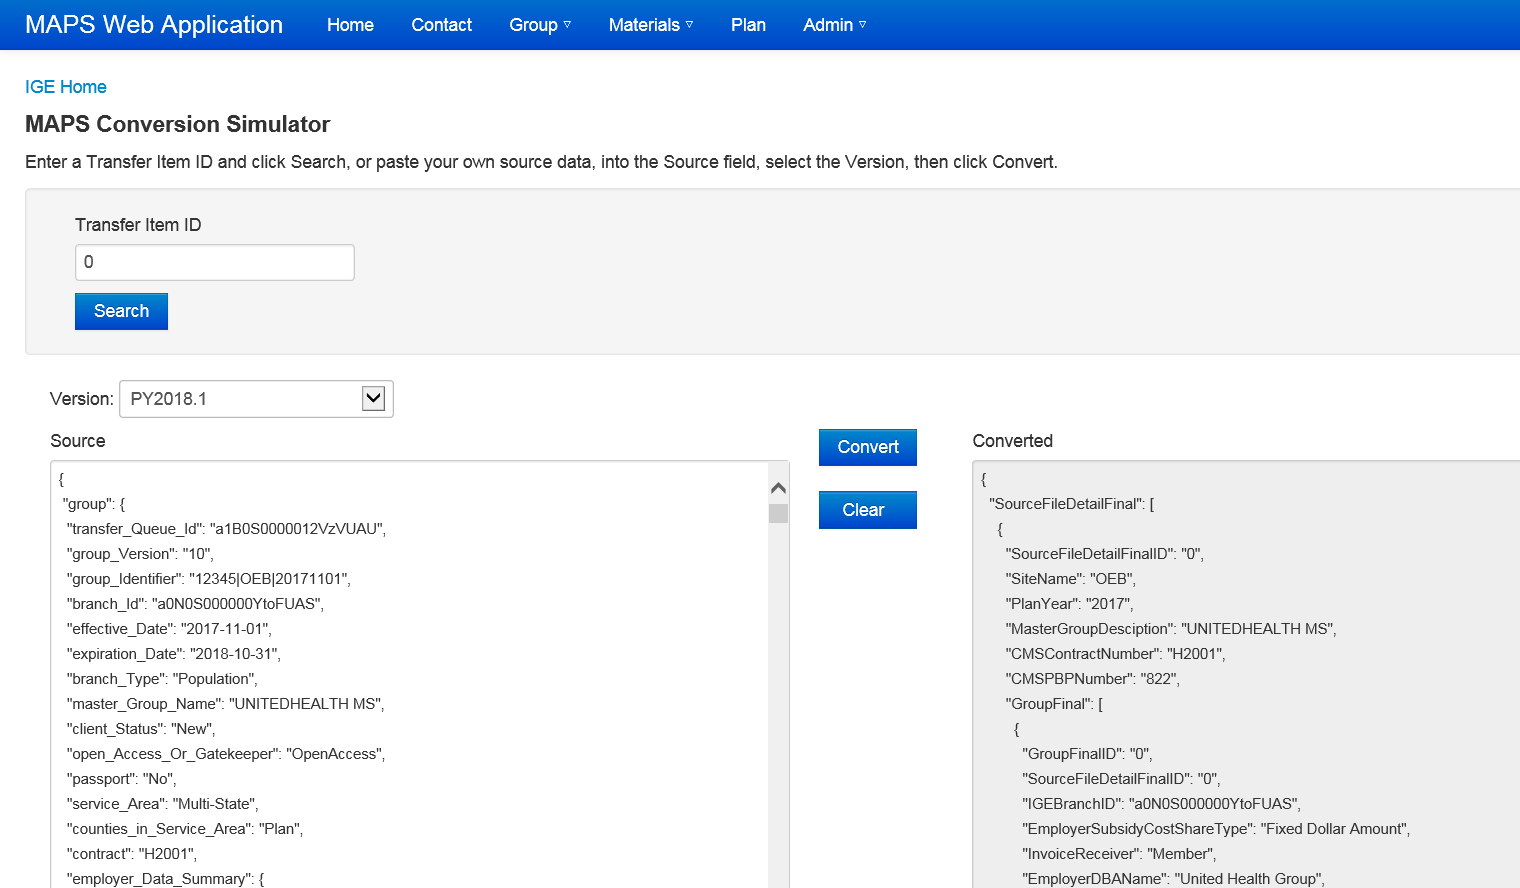 MAPS Web Application Home Contact Group Materials Plan Admin
IGE Home
MAPS Conversion Simulator
Enter a Transfer Item ID and click Search, or paste your own source data, into the Source field, select the Version, then click Convert.
Transfer Item ID
0
Search
Version: PY2018.1
Source
{
"group": {
"transfer_Queue_Id": "a1B0S0000012VzVUAU",
"group_Version": "10",
"group_Identifier": "12345|OEB|20171101",
"branch_Id": "a0N0S000000YtoFUAS",
"effective_Date": "2017-11-01",
"expiration_Date": "2018-10-31",
"branch_Type": "Population",
"master_Group_Name": "UNITEDHEALTH MS",
"client_Status": "New",
"open_Access_Or_Gatekeeper": "OpenAccess",
"passport": "No",
"service_Area": "Multi-State",
"counties_in_Service_Area": "Plan",
"contract": "H2001",
"employer_Data_Summary": {
Convert
Clear
Converted
{
"SourceFileDetailFinal": [
{
"SourceFileDetailFinalID": "0",
"SiteName": "OEB",
"PlanYear": "2017",
"MasterGroupDesciption": "UNITEDHEALTH MS",
"CMSContractNumber": "H2001",
"CMSPBPNumber": "822",
"GroupFinal": [
{
"GroupFinalID": "0",
"SourceFileDetailFinalID": "0",
"IGEBranchID": "a0N0S000000YtoFUAS",
"EmployerSubsidyCostShareType": "Fixed Dollar Amount",
"InvoiceReceiver": "Member",
"EmployerDBAName": "United Health Group",